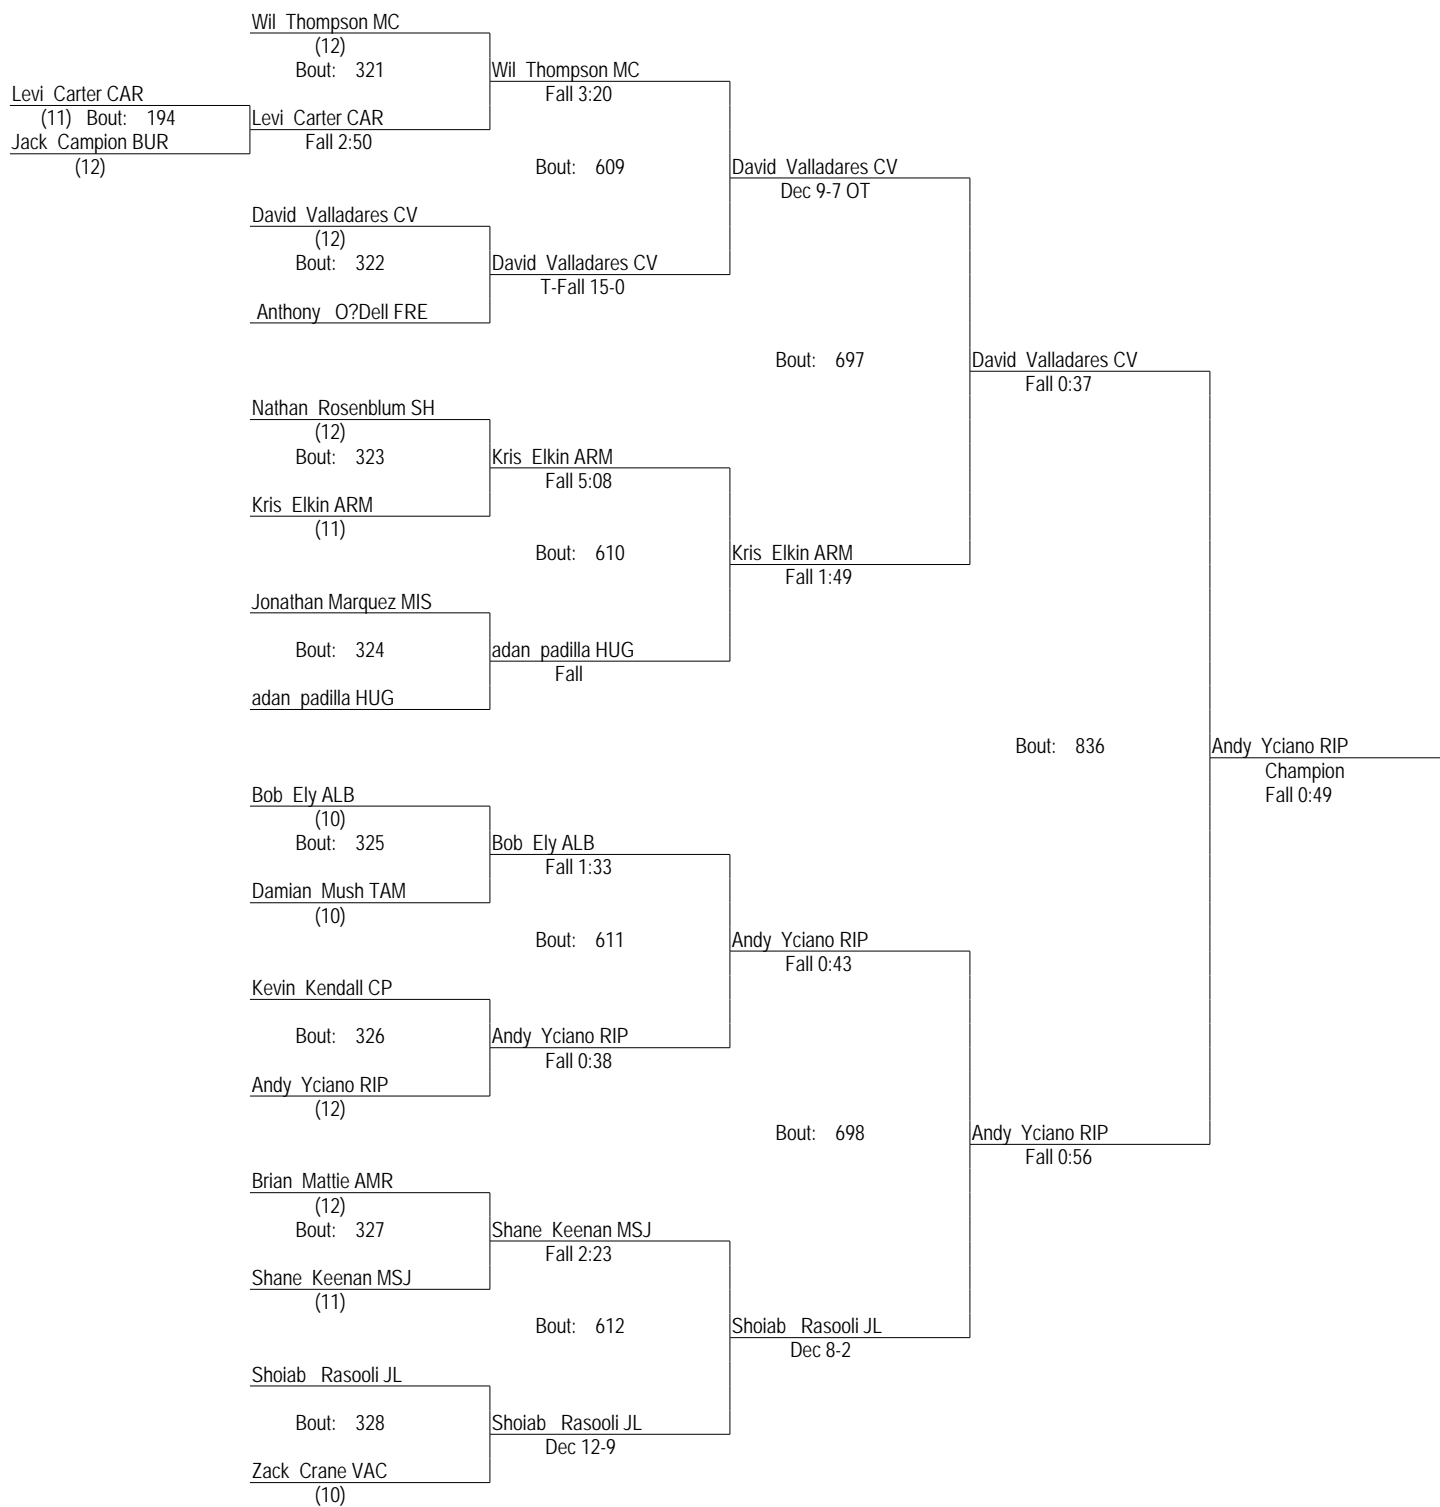 Wil Thompson MC
(12)
Bout: 321
Wil Thompson MC
Fall 3:20
Levi Carter CAR
(11) Bout: 194
Levi Carter CAR
Fall 2:50
Jack Campion BUR
(12)
Bout: 609
David Valladares CV
Dec 9-7 OT
David Valladares CV
(12)
Bout: 322
David Valladares CV
T-Fall 15-0
Anthony O?Dell FRE
Bout: 697
David Valladares CV
Fall 0:37
Nathan Rosenblum SH
(12)
Bout: 323
Kris Elkin ARM
Fall 5:08
Kris Elkin ARM
(11)
Bout: 610
Kris Elkin ARM
Fall 1:49
Jonathan Marquez MIS
Bout: 324
adan padilla HUG
Fall
adan padilla HUG
Bout: 836
Andy Yciano RIP
Champion
Fall 0:49
Bob Ely ALB
(10)
Bout: 325
Bob Ely ALB
Fall 1:33
Damian Mush TAM
(10)
Bout: 611
Andy Yciano RIP
Fall 0:43
Kevin Kendall CP
Bout: 326
Andy Yciano RIP
Fall 0:38
Andy Yciano RIP
(12)
Bout: 698
Andy Yciano RIP
Fall 0:56
Brian Mattie AMR
(12)
Bout: 327
Shane Keenan MSJ
Fall 2:23
Shane Keenan MSJ
(11)
Bout: 612
Shoiab Rasooli JL
Dec 8-2
Shoiab Rasooli JL
Bout: 328
Shoiab Rasooli JL
Dec 12-9
Zack Crane VAC
(10)